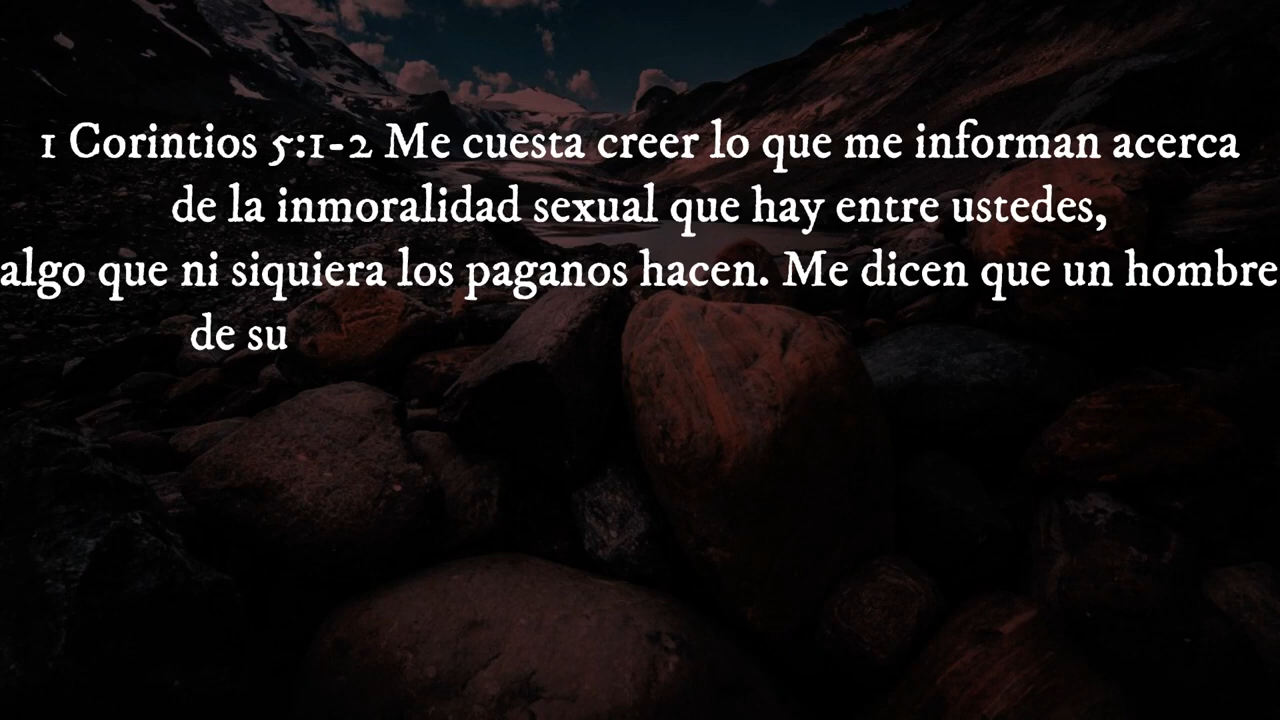 1 Corintios 5:1-2 Me cuesta creer lo que me informan acerca
de la inmoralidad sexual que hay entre ustedes,
algo que ni siquiera los paganos hacen. Me dicen que un hombre
de su